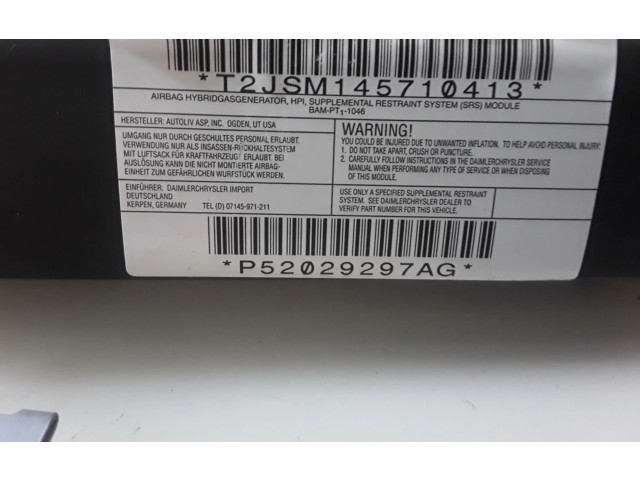 *T2JSM145710413*
AIRBAG HYBRIDGASGENERATOR, HPI, SUPPLEMENTAL RESTRAINT SYSTEM (SRS) MODULE
BAM-PT1-1046
HERSTELLER: AUTOLIV ASP, INC. OGDEN, UT USA
UMGANG NUR DURCH GESCHULTES PERSONAL ERLAUBT.
VERWENDUNG NUR ALS INSASSEN-RÜCKHALTESYSTEM
MIT LUFTSACK FÜR KRAFTFAHRZEUGE ERLAUBT. BEI
AUSLÖSUNG KANN DIE NICHT MONTIERTE AIRBAG-
EINHEIT ZUM GEFÄHRLICHEN WURFSTÜCK WERDEN.
EINFÜHRER: DAIMLERCHRYSLER IMPORT
DEUTSCHLAND
KERPEN, GERMANY TEL (D) 07145-971-211
WARNING!
YOU COULD BE INJURED DUE TO UNWANTED INFLATION. TO HELP AVOID PERSONAL INJURY:
1. DO NOT TAKE APART, CRUSH OR PUNCTURE;
2. CAREFULLY FOLLOW INSTRUCTIONS IN THE DAIMLERCHRYSLER SERVICE
MANUAL WHEN PERFORMING ANY TYPE OF SERVICE OR WHEN DISPOSING
OF THIS MODULE.
USE ONLY A SPECIFIED SUPPLEMENTAL RESTRAINT
SYSTEM. SEE DAIMLERCHRYSLER DEALER TO
VERIFY PART NUMBER FOR THIS VEHICLE.
*P52029297AG*